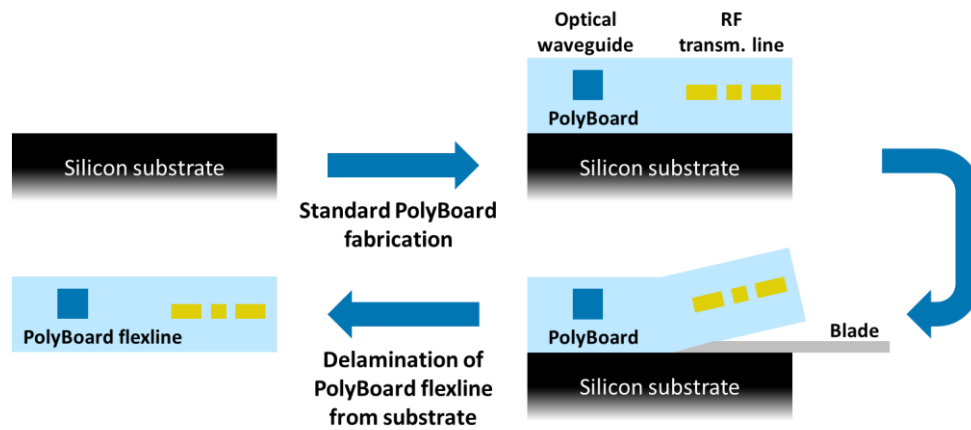 Optical
waveguide
RF
transm. line
PolyBoard
Silicon substrate
Silicon substrate
Standard PolyBoard
fabrication
PolyBoard
Blade
Silicon substrate
Delamination of
PolyBoard flexline
from substrate
PolyBoard flexline